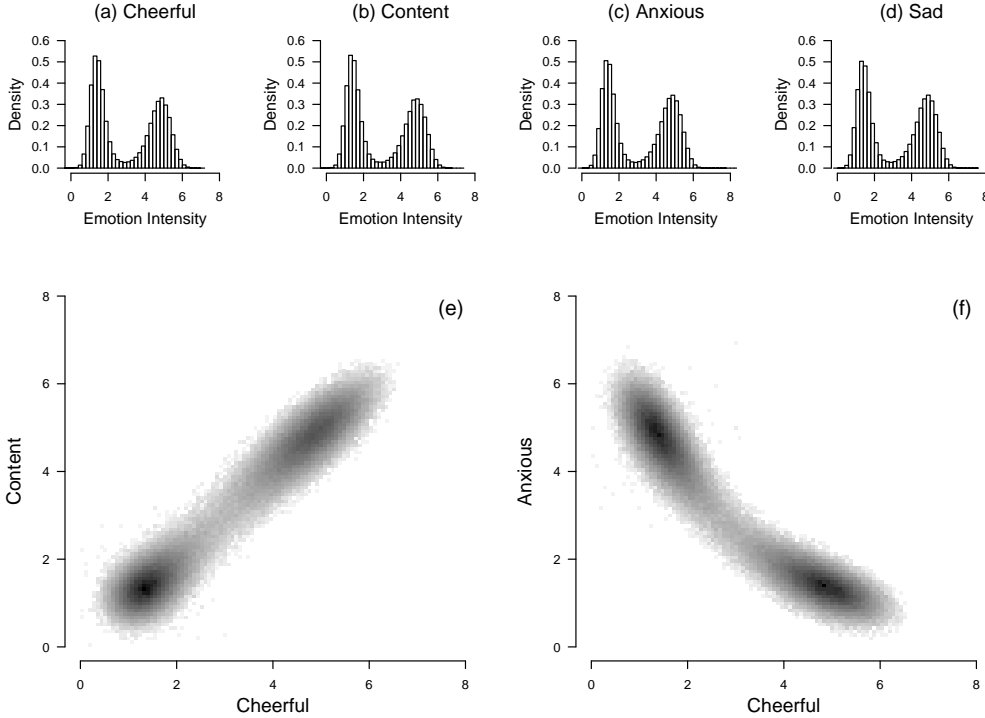 (a) Cheerful
(b) Content
(c) Anxious
(d) Sad
Density
0.6
0.5
0.4
0.3
0.2
0.1
0.0
0 2 4 6 8
Emotion Intensity
Density
0.6
0.5
0.4
0.3
0.2
0.1
0.0
0 2 4 6 8
Emotion Intensity
Density
0.6
0.5
0.4
0.3
0.2
0.1
0.0
0 2 4 6 8
Emotion Intensity
Density
0.6
0.5
0.4
0.3
0.2
0.1
0.0
0 2 4 6 8
Emotion Intensity
(e)
Content
8
6
4
2
0
0 2 4 6 8
Cheerful
(f)
Anxious
8
6
4
2
0
0 2 4 6 8
Cheerful